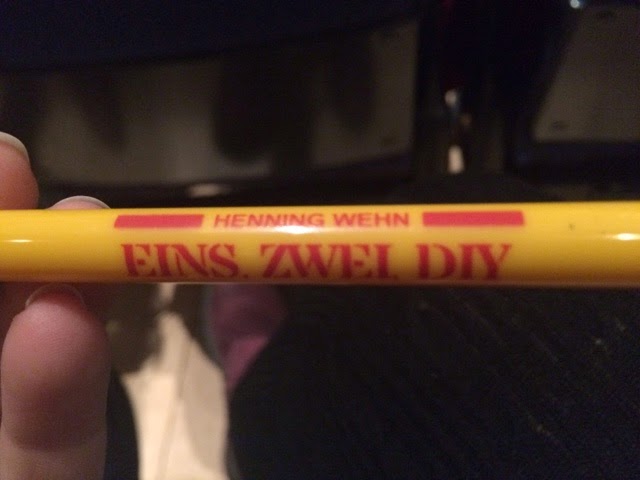 HENNING WEHN
EINS, ZWEI, DIY